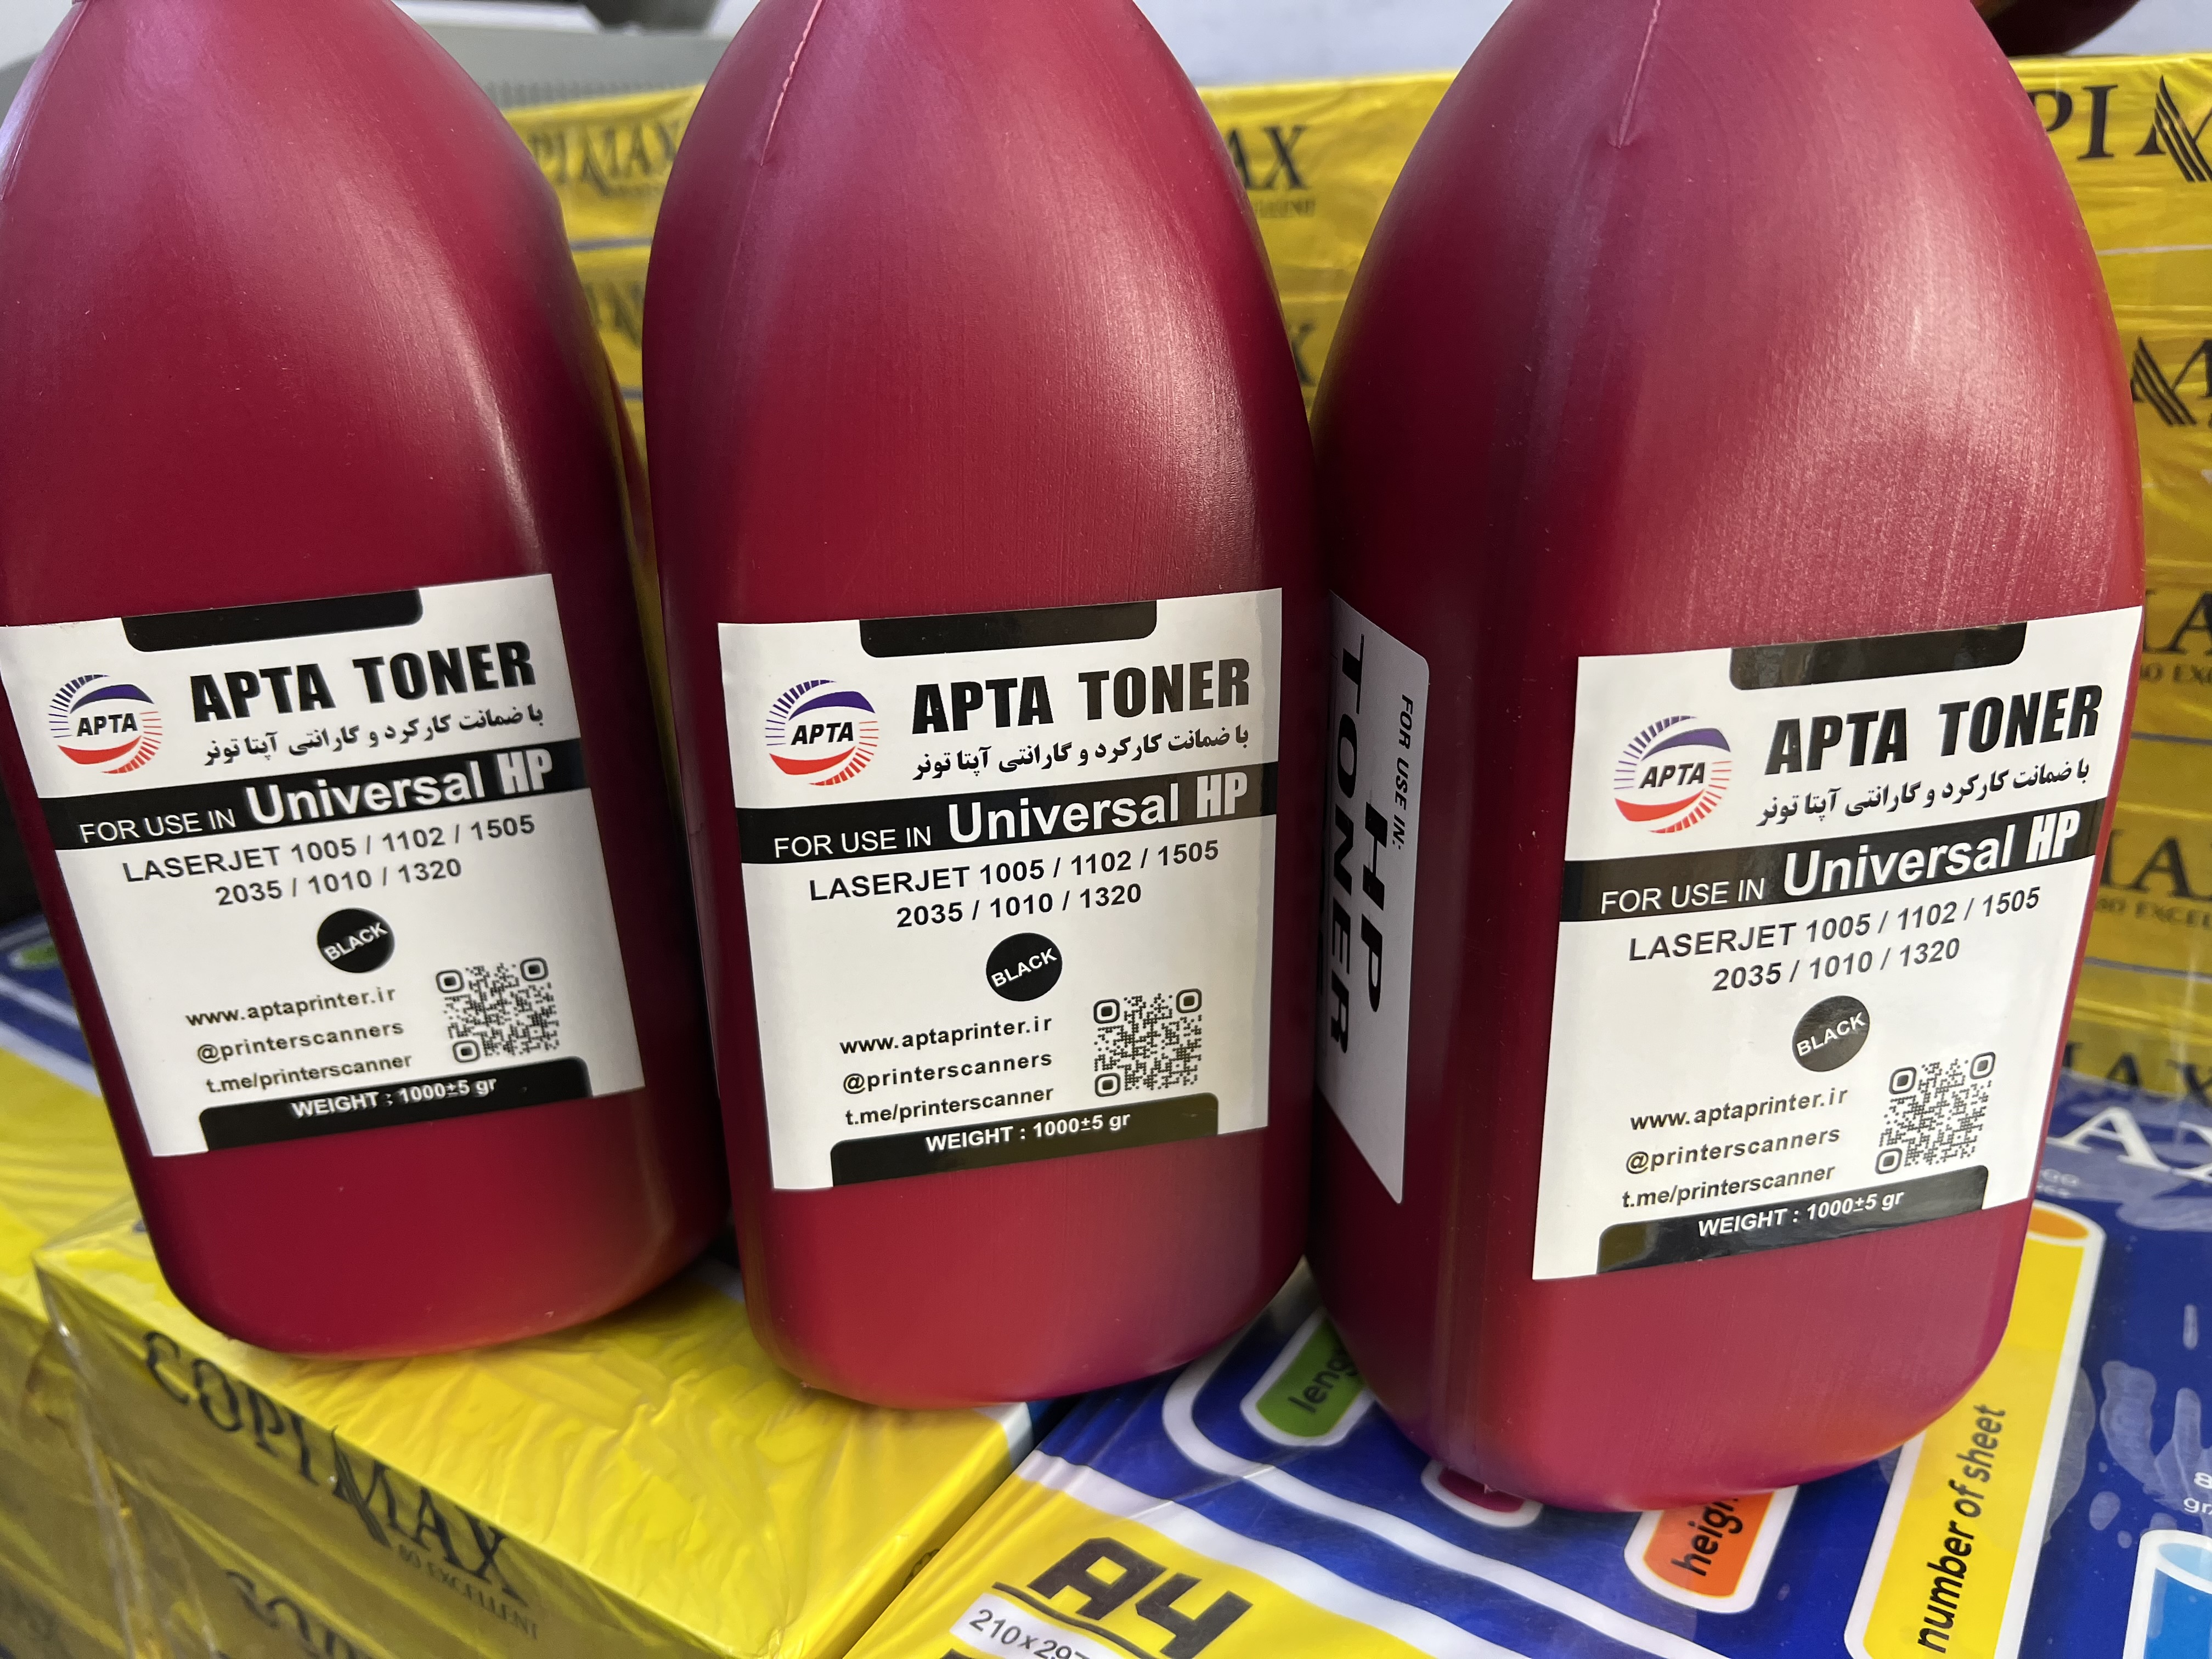 APTA
APTA TONER
با ضمانت کارکرد و گارانتی آپتا تونر
FOR USE IN Universal HP
LASERJET 1005 / 1102 / 1505
2035 / 1010 / 1320
BLACK
www.aptaprinter.ir
@printerscanners
t.me/printerscanner
WEIGHT : 1000±5 gr
APTA
APTA TONER
با ضمانت کارکرد و گارانتی آپتا تونر
FOR USE IN Universal HP
LASERJET 1005 / 1102 / 1505
2035 / 1010 / 1320
BLACK
www.aptaprinter.ir
@printerscanners
t.me/printerscanner
WEIGHT : 1000±5 gr
FOR USE IN:
HP
TONER
APTA
APTA TONER
با ضمانت کارکرد و گارانتی آپتا تونر
FOR USE IN Universal HP
LASERJET 1005 / 1102 / 1505
2035 / 1010 / 1320
BLACK
www.aptaprinter.ir
@printerscanners
t.me/printerscanner
WEIGHT : 1000±5 gr
COPIMAX
80 EXCELLENT
A4
number of sheet